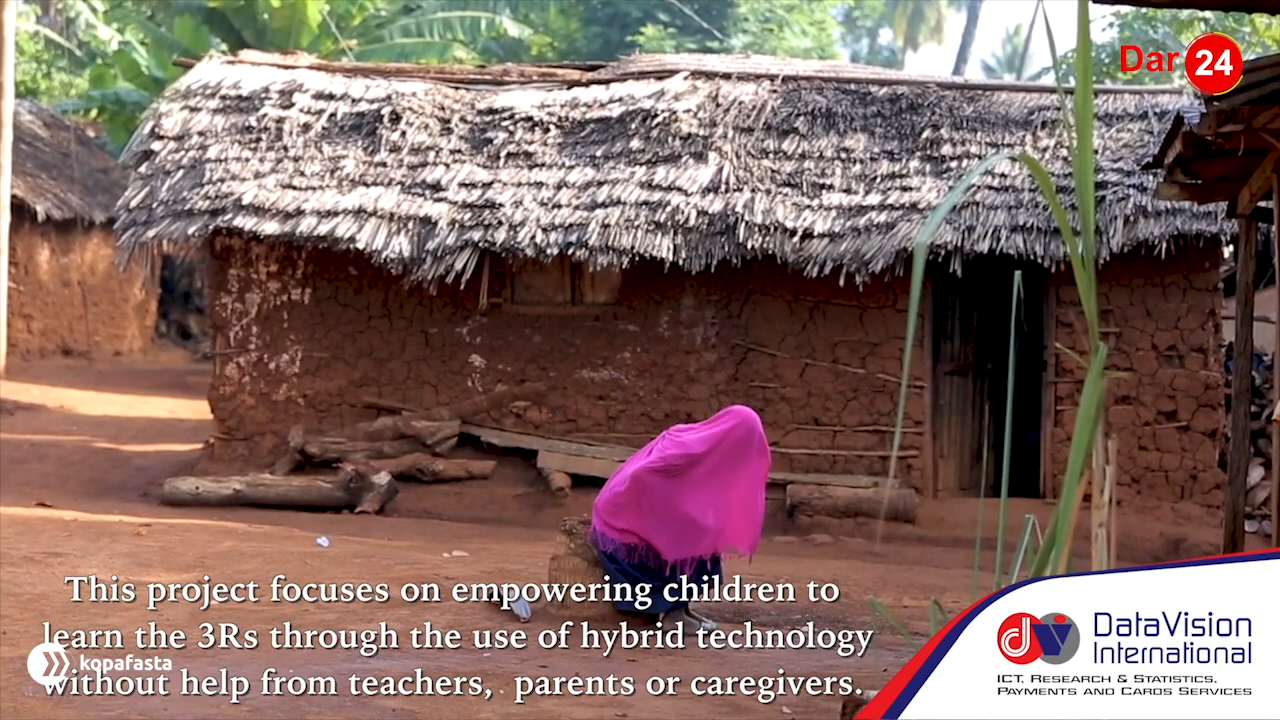 Dar 24
This project focuses on empowering children to
learn the 3Rs through the use of hybrid technology
without help from teachers, parents or caregivers.
kopafasta
DataVision
International
ICT, Research & Statistics,
Payments and Cards Services